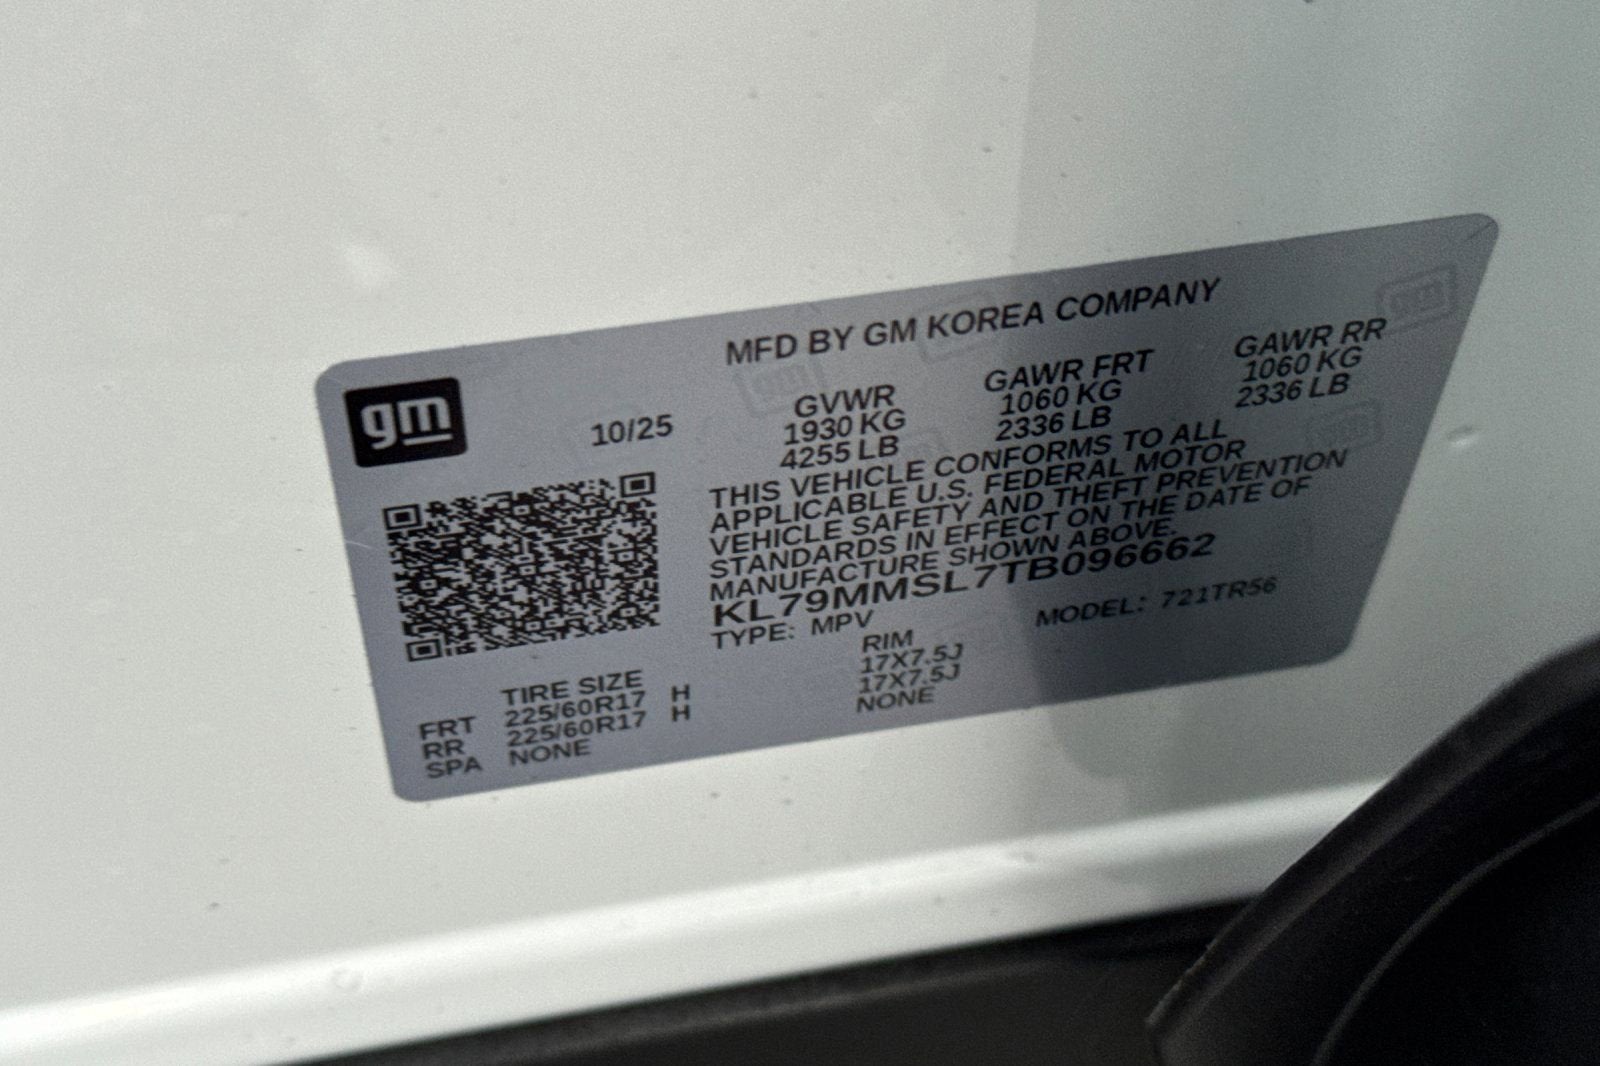 gm
MFD BY GM KOREA COMPANY
10/25
GVWR GAWR FRT GAWR RR
1930 KG 1060 KG 1060 KG
4255 LB 2336 LB 2336 LB
THIS VEHICLE CONFORMS TO ALL
APPLICABLE U.S. FEDERAL MOTOR
VEHICLE SAFETY AND THEFT PREVENTION
STANDARDS IN EFFECT ON THE DATE OF
MANUFACTURE SHOWN ABOVE.
KL79MMSL7TB096662
TYPE: MPV MODEL: 721TR56
TIRE SIZE RIM
FRT 225/60R17 H 17X7.5J
RR 225/60R17 H 17X7.5J
SPA NONE NONE